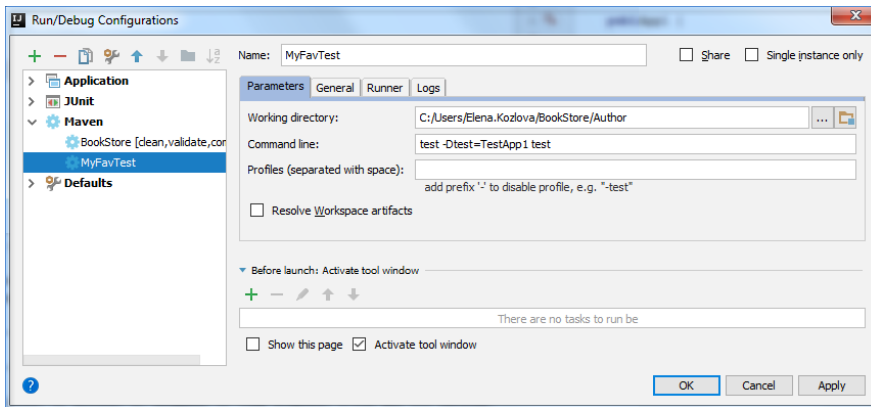 Run/Debug Configurations
Name: MyFavTest Share Single instance only
Application
JUnit
Maven
BookStore [clean,validate,cor
MyFavTest
Defaults
Parameters General Runner Logs
Working directory: C:/Users/Elena.Kozlova/BookStore/Author ...
Command line: test -Dtest=TestApp1 test
Profiles (separated with space):
add prefix '-' to disable profile, e.g. "-test"
Resolve Workspace artifacts
Before launch: Activate tool window
There are no tasks to run be
Show this page Activate tool window
? OK Cancel Apply